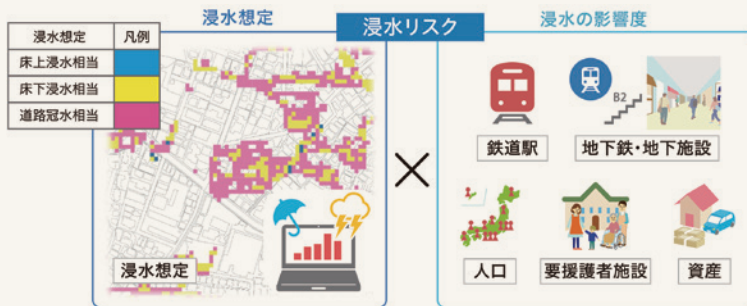 浸水想定
浸水リスク
浸水の影響度
浸水想定 凡例
床上浸水相当
床下浸水相当
道路冠水相当
浸水想定
×
B2
鉄道駅
地下鉄・地下施設
人口
要援護者施設
資産